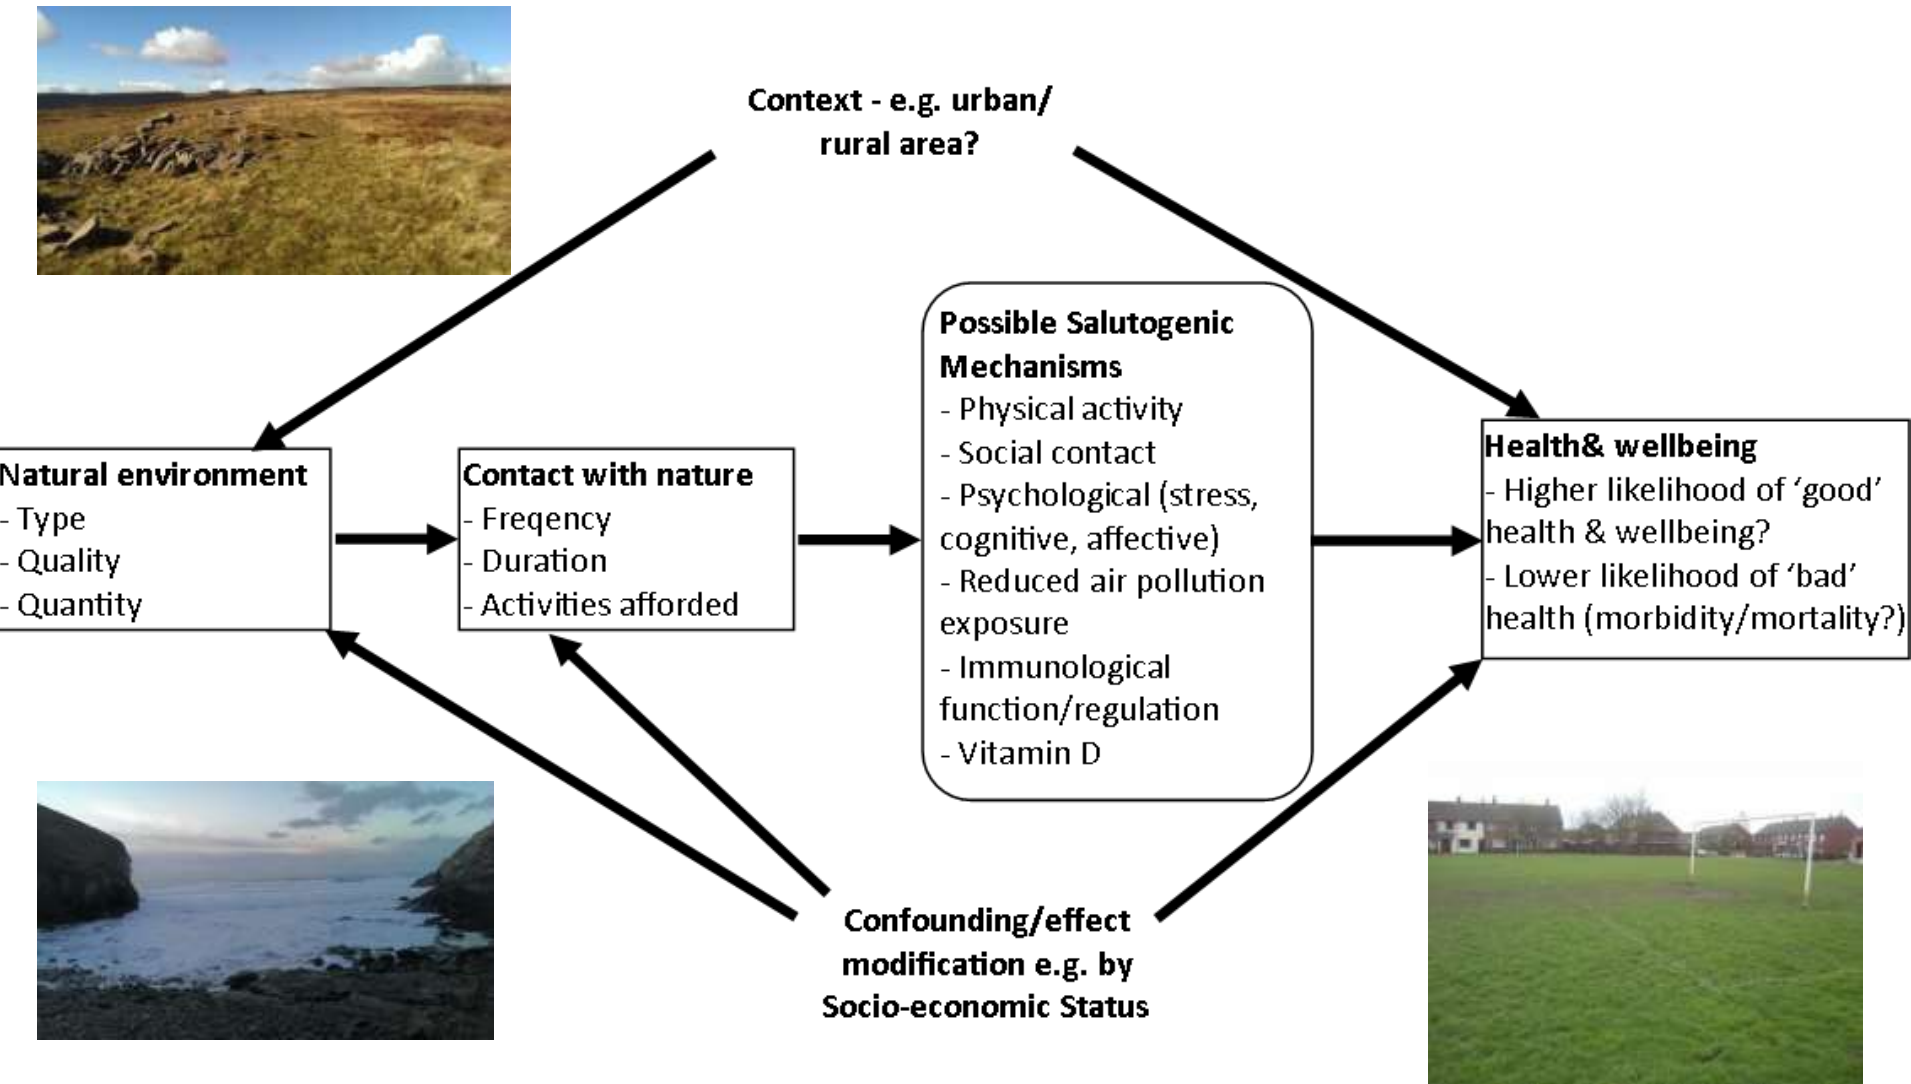 Context - e.g. urban/
rural area?
Natural environment
- Type
- Quality
- Quantity
Contact with nature
- Freqency
- Duration
- Activities afforded
Possible Salutogenic
Mechanisms
- Physical activity
- Social contact
- Psychological (stress,
cognitive, affective)
- Reduced air pollution
exposure
- Immunological
function/regulation
- Vitamin D
Health& wellbeing
- Higher likelihood of ‘good’
health & wellbeing?
- Lower likelihood of ‘bad’
health (morbidity/mortality?)
Confounding/effect
modification e.g. by
Socio-economic Status